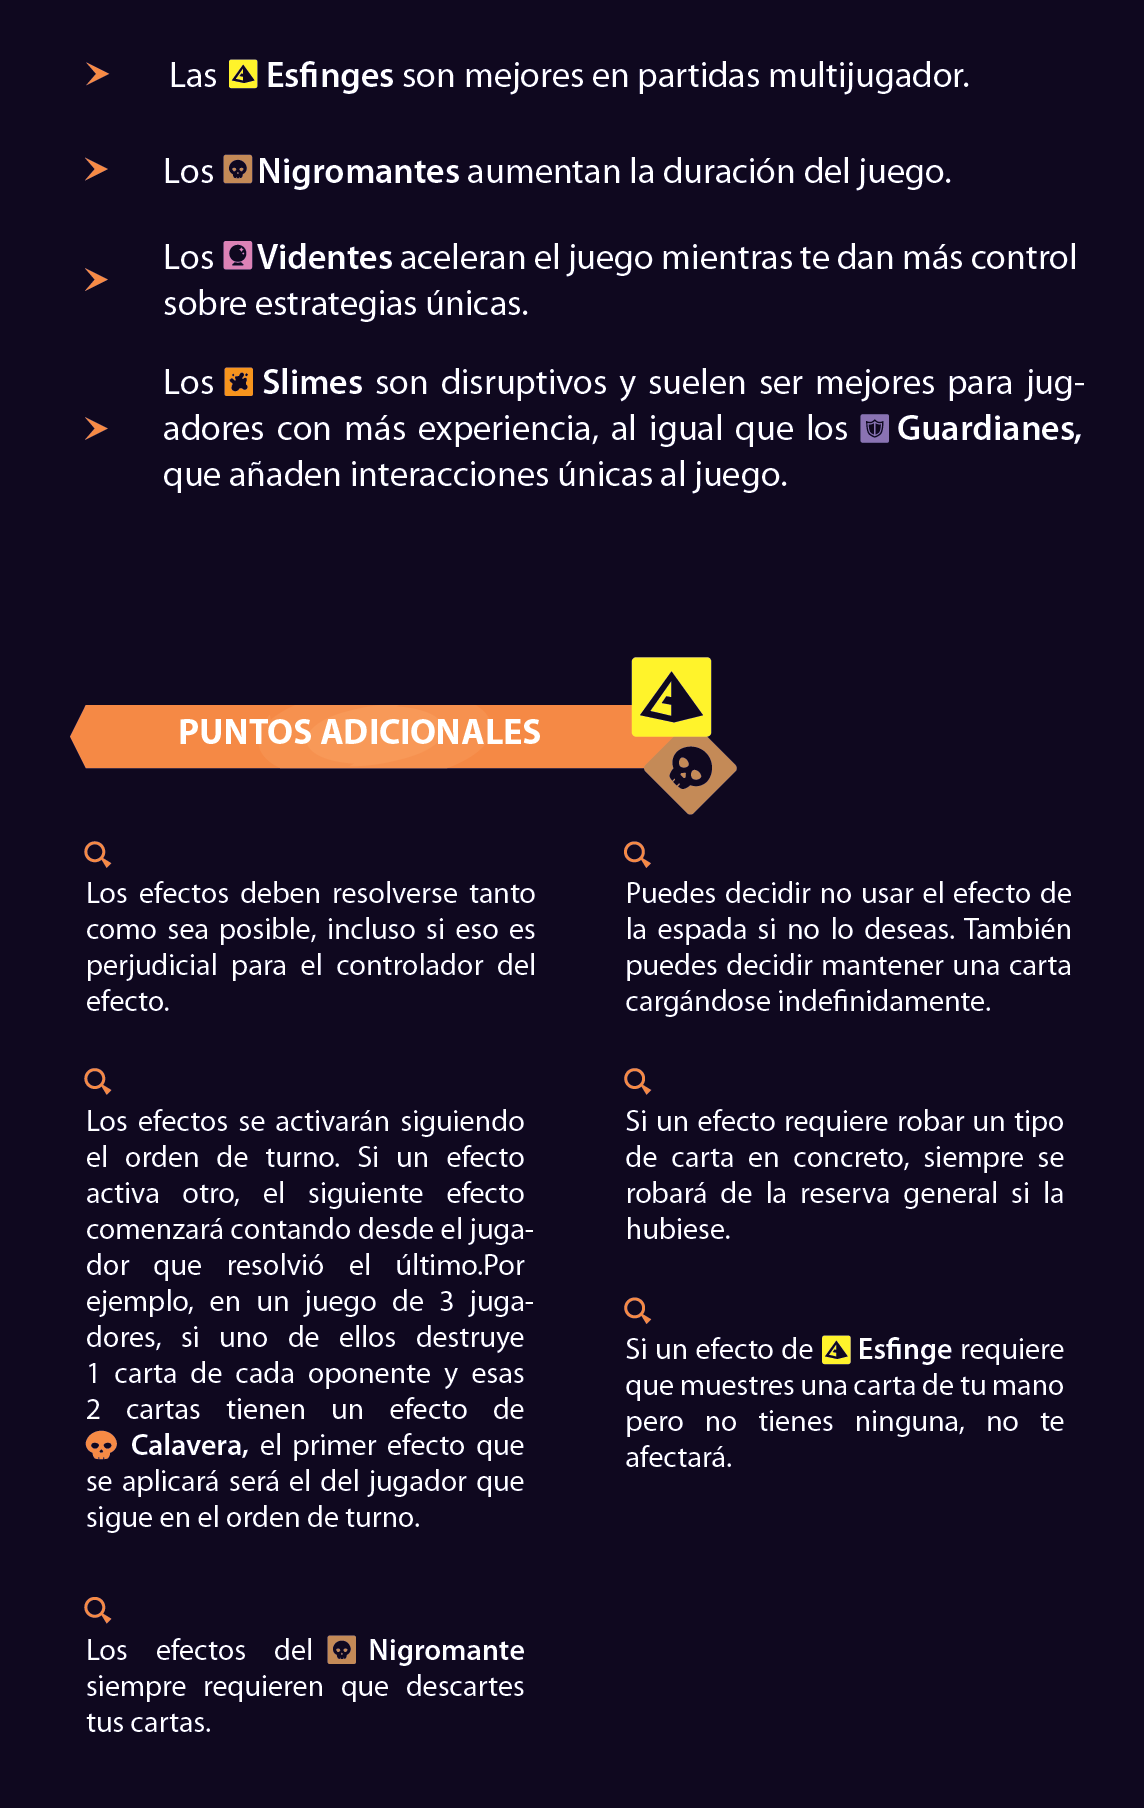 Las Esfinges son mejores en partidas multijugador.
Los Nigromantes aumentan la duración del juego.
Los Videntes aceleran el juego mientras te dan más control
sobre estrategias únicas.
Los Slimes son disruptivos y suelen ser mejores para jug-
adores con más experiencia, al igual que los Guardianes,
que añaden interacciones únicas al juego.
PUNTOS ADICIONALES
Los efectos deben resolverse tanto
como sea posible, incluso si eso es
perjudicial para el controlador del
efecto.
Los efectos se activarán siguiendo
el orden de turno. Si un efecto
activa otro, el siguiente efecto
comenzará contando desde el juga-
dor que resolvió el último.Por
ejemplo, en un juego de 3 juga-
dores, si uno de ellos destruye
1 carta de cada oponente y esas
2 cartas tienen un efecto de
Calavera, el primer efecto que
se aplicará será el del jugador que
sigue en el orden de turno.
Los efectos del Nigromante
siempre requieren que descartes
tus cartas.
Puedes decidir no usar el efecto de
la espada si no lo deseas. También
puedes decidir mantener una carta
cargándose indefinidamente.
Si un efecto requiere robar un tipo
de carta en concreto, siempre se
robará de la reserva general si la
hubiese.
Si un efecto de Esfinge requiere
que muestres una carta de tu mano
pero no tienes ninguna, no te
afectará.